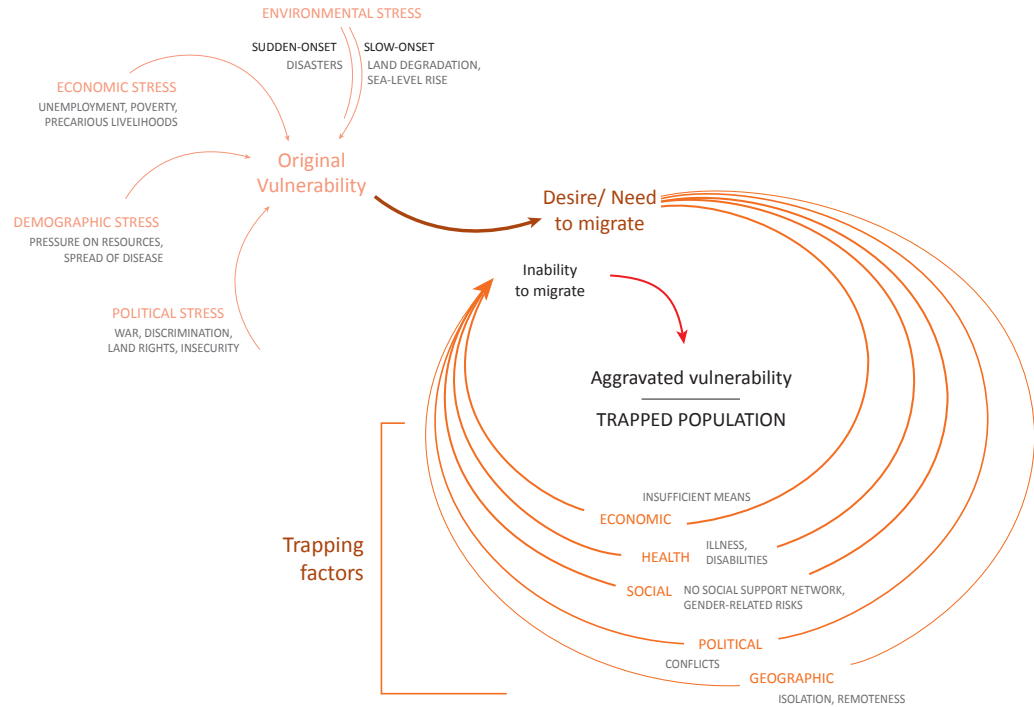 ENVIRONMENTAL STRESS
SUDDEN-ONSET
DISASTERS
SLOW-ONSET
LAND DEGRADATION,
SEA-LEVEL RISE
ECONOMIC STRESS
UNEMPLOYMENT, POVERTY,
PRECARIOUS LIVELIHOODS
Original
Vulnerability
DEMOGRAPHIC STRESS
PRESSURE ON RESOURCES,
SPREAD OF DISEASE
POLITICAL STRESS
WAR, DISCRIMINATION,
LAND RIGHTS, INSECURITY
Desire/ Need
to migrate
Inability
to migrate
Aggravated vulnerability
TRAPPED POPULATION
Trapping
factors
INSUFFICIENT MEANS
ECONOMIC
HEALTH
ILLNESS,
DISABILITIES
SOCIAL
NO SOCIAL SUPPORT NETWORK,
GENDER-RELATED RISKS
POLITICAL
CONFLICTS
GEOGRAPHIC
ISOLATION, REMOTENESS